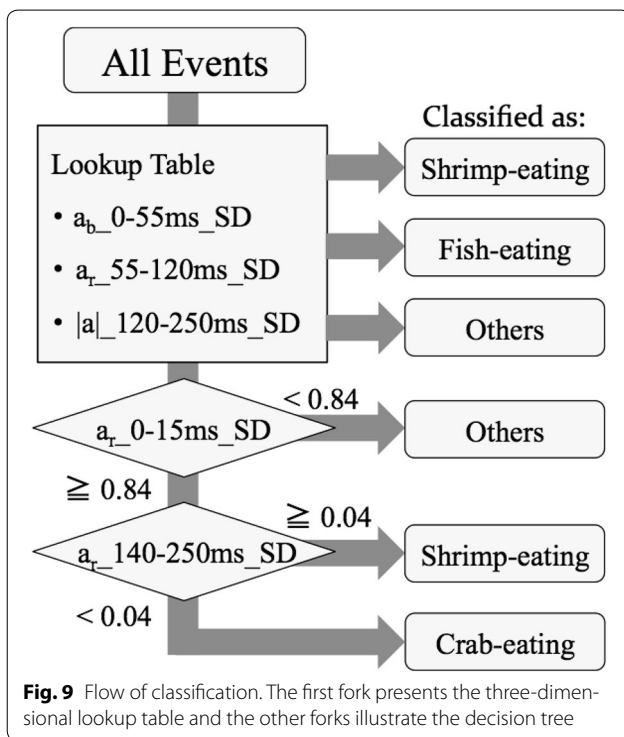 All Events
Classified as:
Lookup Table
• a_b_0-55ms_SD
• a_r_55-120ms_SD
• |a|_120-250ms_SD
Shrimp-eating
Fish-eating
Others
a_r_0-15ms_SD
< 0.84
Others
≧ 0.84
a_r_140-250ms_SD
≧ 0.04
Shrimp-eating
< 0.04
Crab-eating
Fig. 9 Flow of classification. The first fork presents the three-dimen-
sional lookup table and the other forks illustrate the decision tree